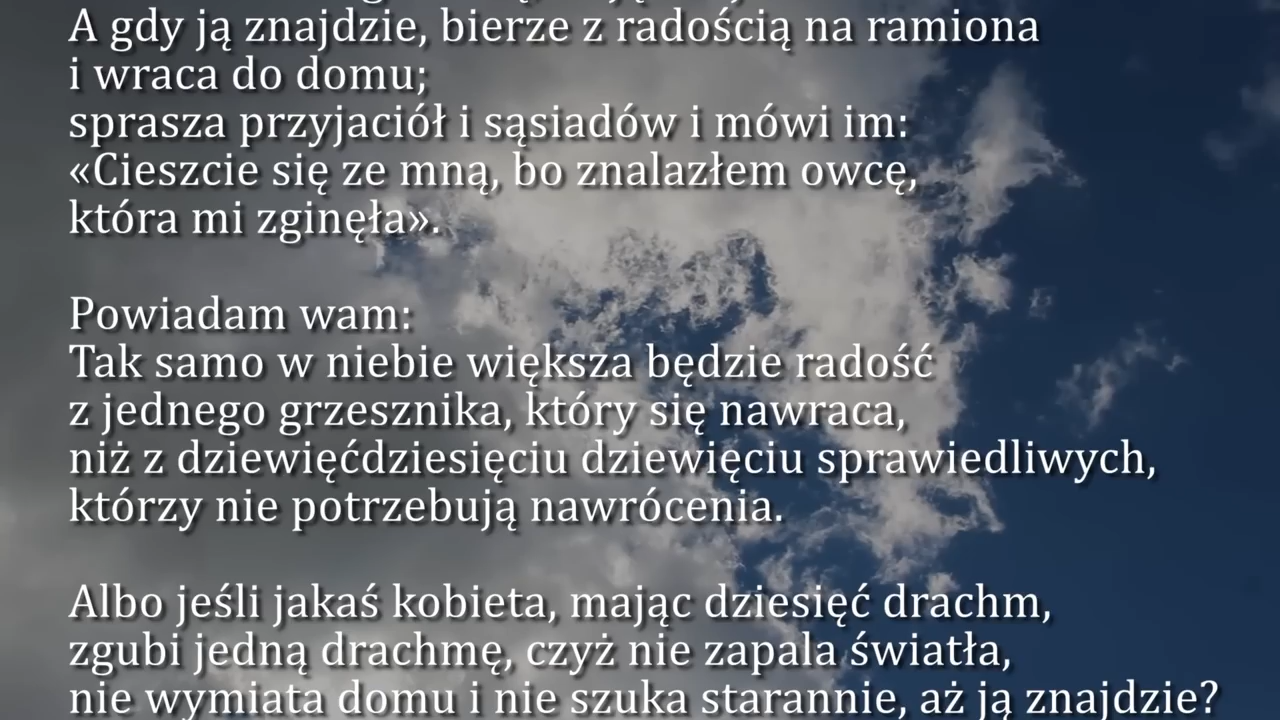 A gdy ją znajdzie, bierze z radością na ramiona
i wraca do domu;
sprasza przyjaciół i sąsiadów i mówi im:
«Cieszcie się ze mną, bo znalazłem owcę,
która mi zginęła».
Powiadam wam:
Tak samo w niebie większa będzie radość
z jednego grzesznika, który się nawraca,
niż z dziewięćdziesięciu dziewięciu sprawiedliwych,
którzy nie potrzebują nawrócenia.
Albo jeśli jakaś kobieta, mając dziesięć drachm,
zgubi jedną drachmę, czyż nie zapala światła,
nie wymiata domu i nie szuka starannie, aż ją znajdzie?